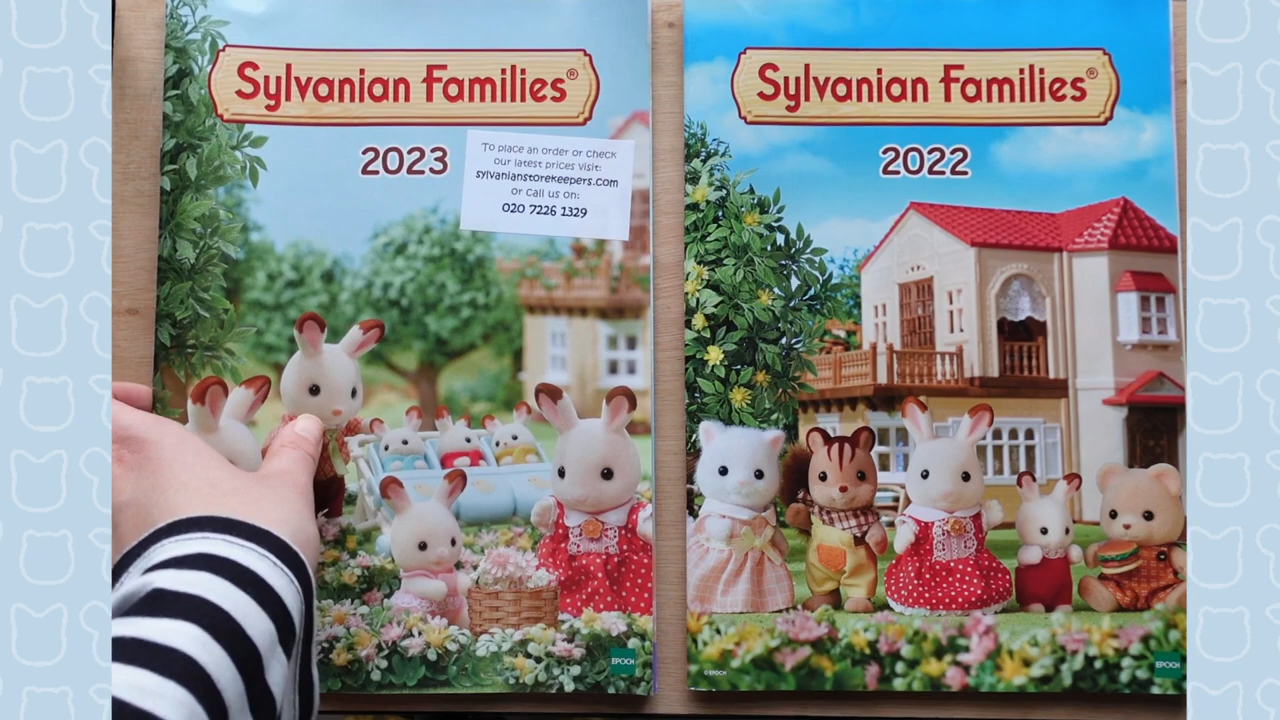 Sylvanian Families®
2023
To place an order or check
our latest prices visit:
sylvanianstorekeepers.com
or call us on:
020 7226 1329
EPOCH
Sylvanian Families®
2022
© EPOCH
EPOCH